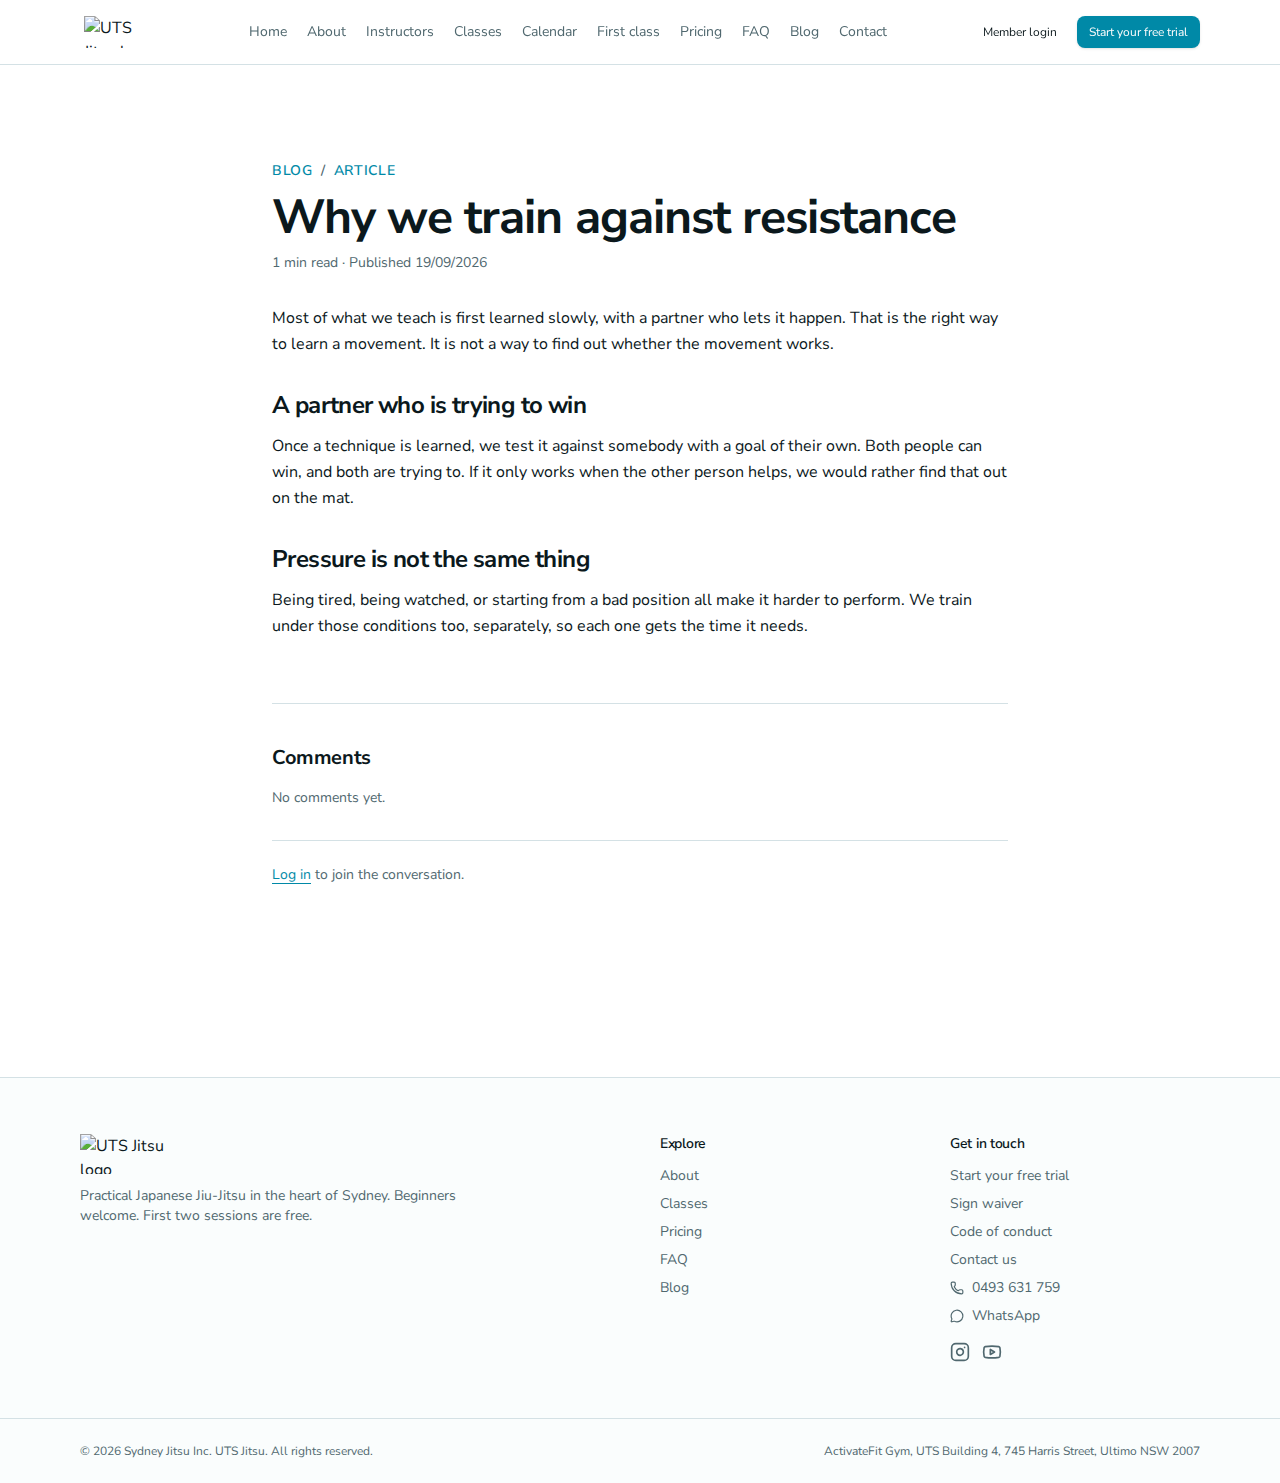 UTS
Home About Instructors Classes Calendar First class Pricing FAQ Blog Contact Member login Start your free trial
BLOG / ARTICLE
Why we train against resistance
1 min read · Published 19/09/2026
Most of what we teach is first learned slowly, with a partner who lets it happen. That is the right way
to learn a movement. It is not a way to find out whether the movement works.
A partner who is trying to win
Once a technique is learned, we test it against somebody with a goal of their own. Both people can
win, and both are trying to. If it only works when the other person helps, we would rather find that out
on the mat.
Pressure is not the same thing
Being tired, being watched, or starting from a bad position all make it harder to perform. We train
under those conditions too, separately, so each one gets the time it needs.
Comments
No comments yet.
Log in to join the conversation.
UTS Jitsu
logo
Practical Japanese Jiu-Jitsu in the heart of Sydney. Beginners
welcome. First two sessions are free.
Explore
About
Classes
Pricing
FAQ
Blog
Get in touch
Start your free trial
Sign waiver
Code of conduct
Contact us
0493 631 759
WhatsApp
© 2026 Sydney Jitsu Inc. UTS Jitsu. All rights reserved.
ActivateFit Gym, UTS Building 4, 745 Harris Street, Ultimo NSW 2007